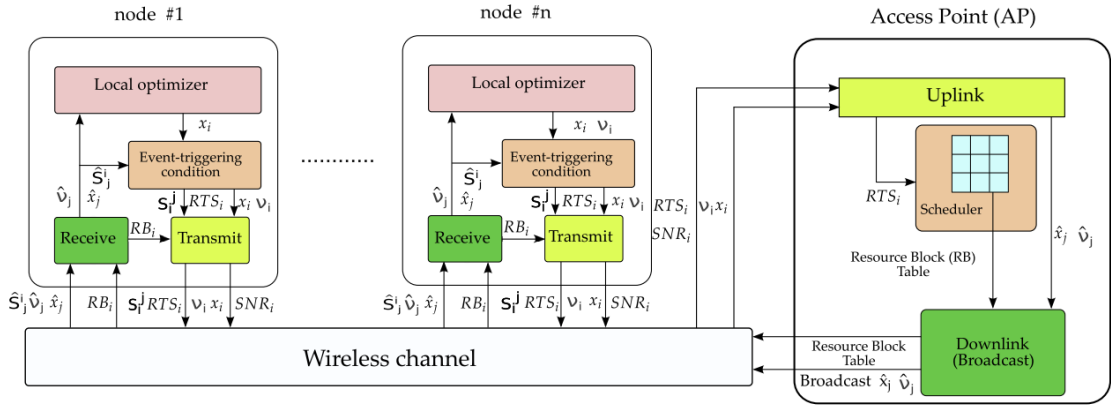 node #1
node #n
Access Point (AP)
Local optimizer
Local optimizer
Uplink
x_i
x_i ν_i
Event-triggering
condition
Event-triggering
condition
............
Ŝ^i_j
Ŝ^i_j
RTS_i
Scheduler
ν̂_j x̂_j
S_i^j RTS_i x_i ν_i
ν̂_j x̂_j
S_i^j RTS_i x_i ν_i
RTS_i ν_i x_i
SNR_i
x̂_j ν̂_j
Receive
RB_i
Transmit
Receive
RB_i
Transmit
Resource Block (RB)
Table
Ŝ^i_j ν̂_j x̂_j
RB_i
S_i^j RTS_i ν_i x_i SNR_i
Ŝ^i_j ν̂_j x̂_j
RB_i
S_i^j RTS_i ν_i x_i SNR_i
Wireless channel
Resource Block
Table
Downlink
(Broadcast)
Broadcast x̂_j ν̂_j